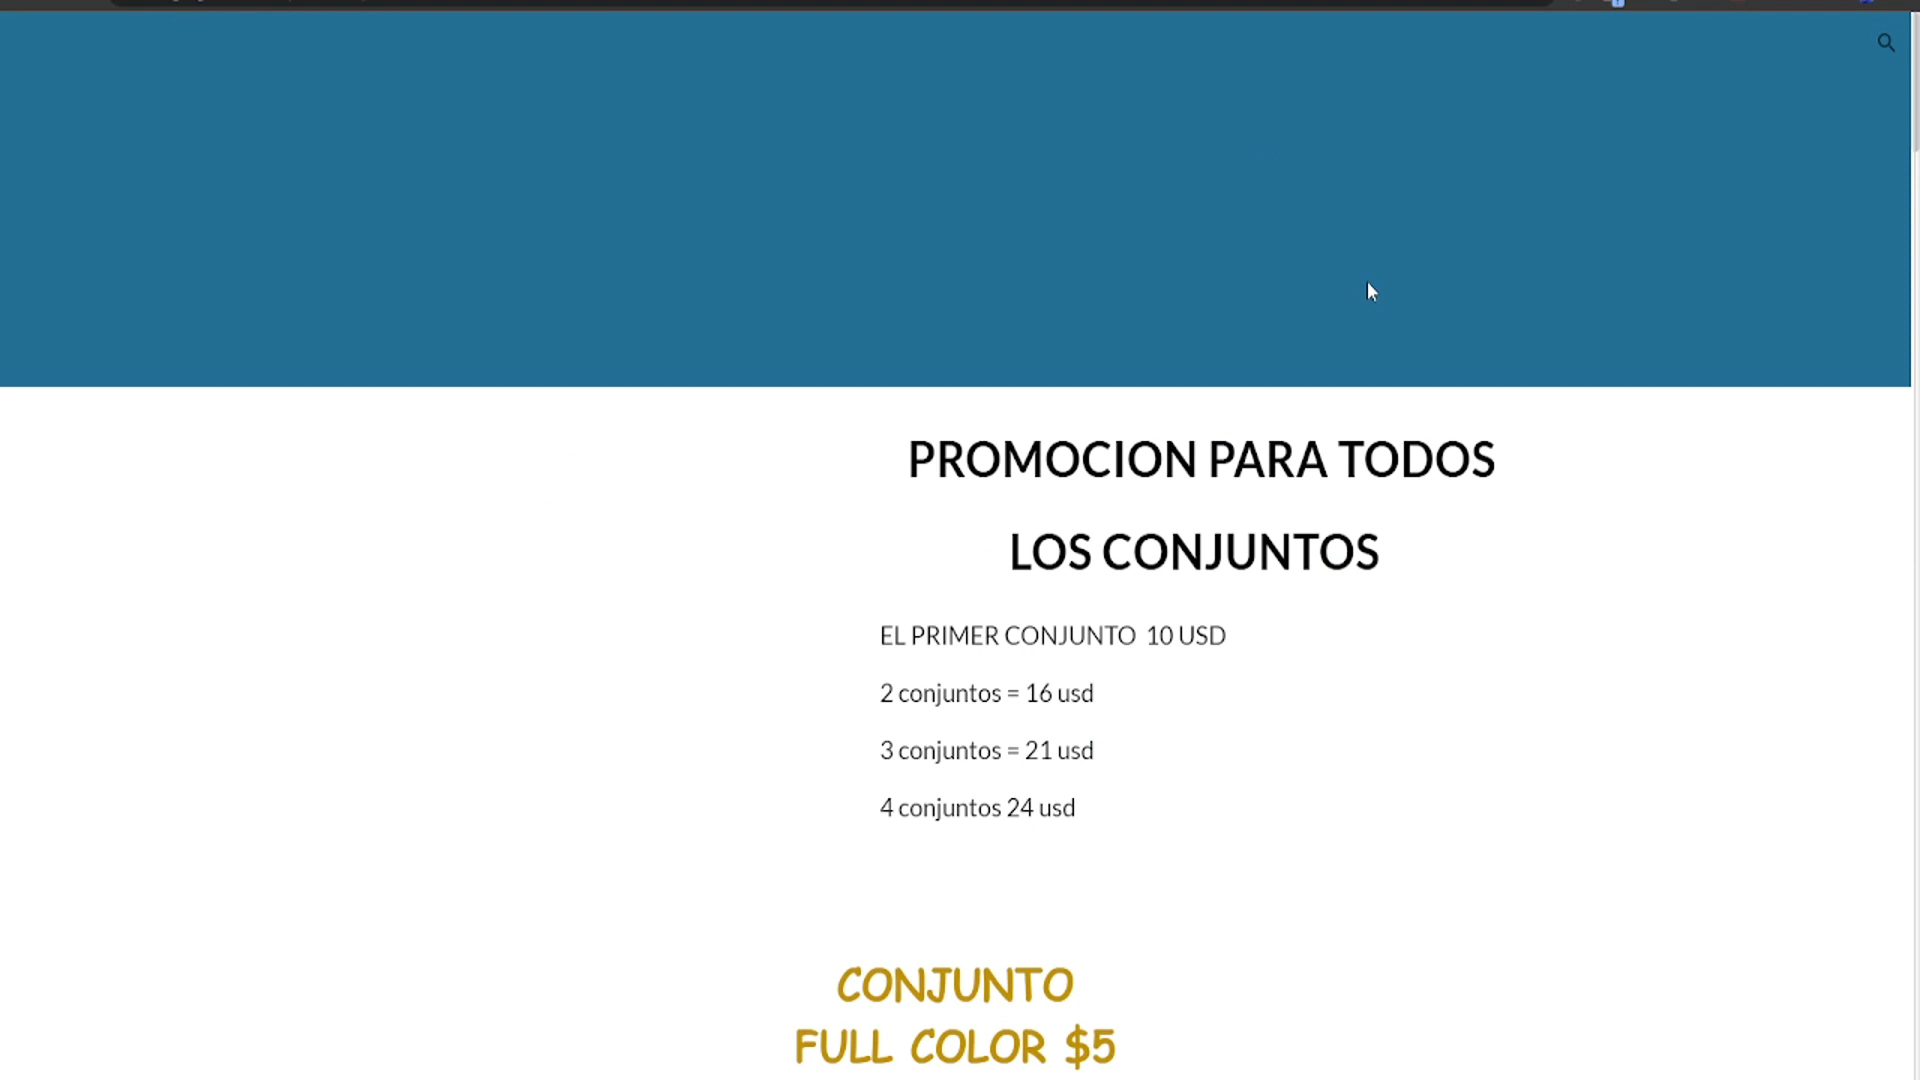 PROMOCION PARA TODOS
LOS CONJUNTOS
EL PRIMER CONJUNTO 10 USD
2 conjuntos = 16 usd
3 conjuntos = 21 usd
4 conjuntos 24 usd
CONJUNTO
FULL COLOR $5